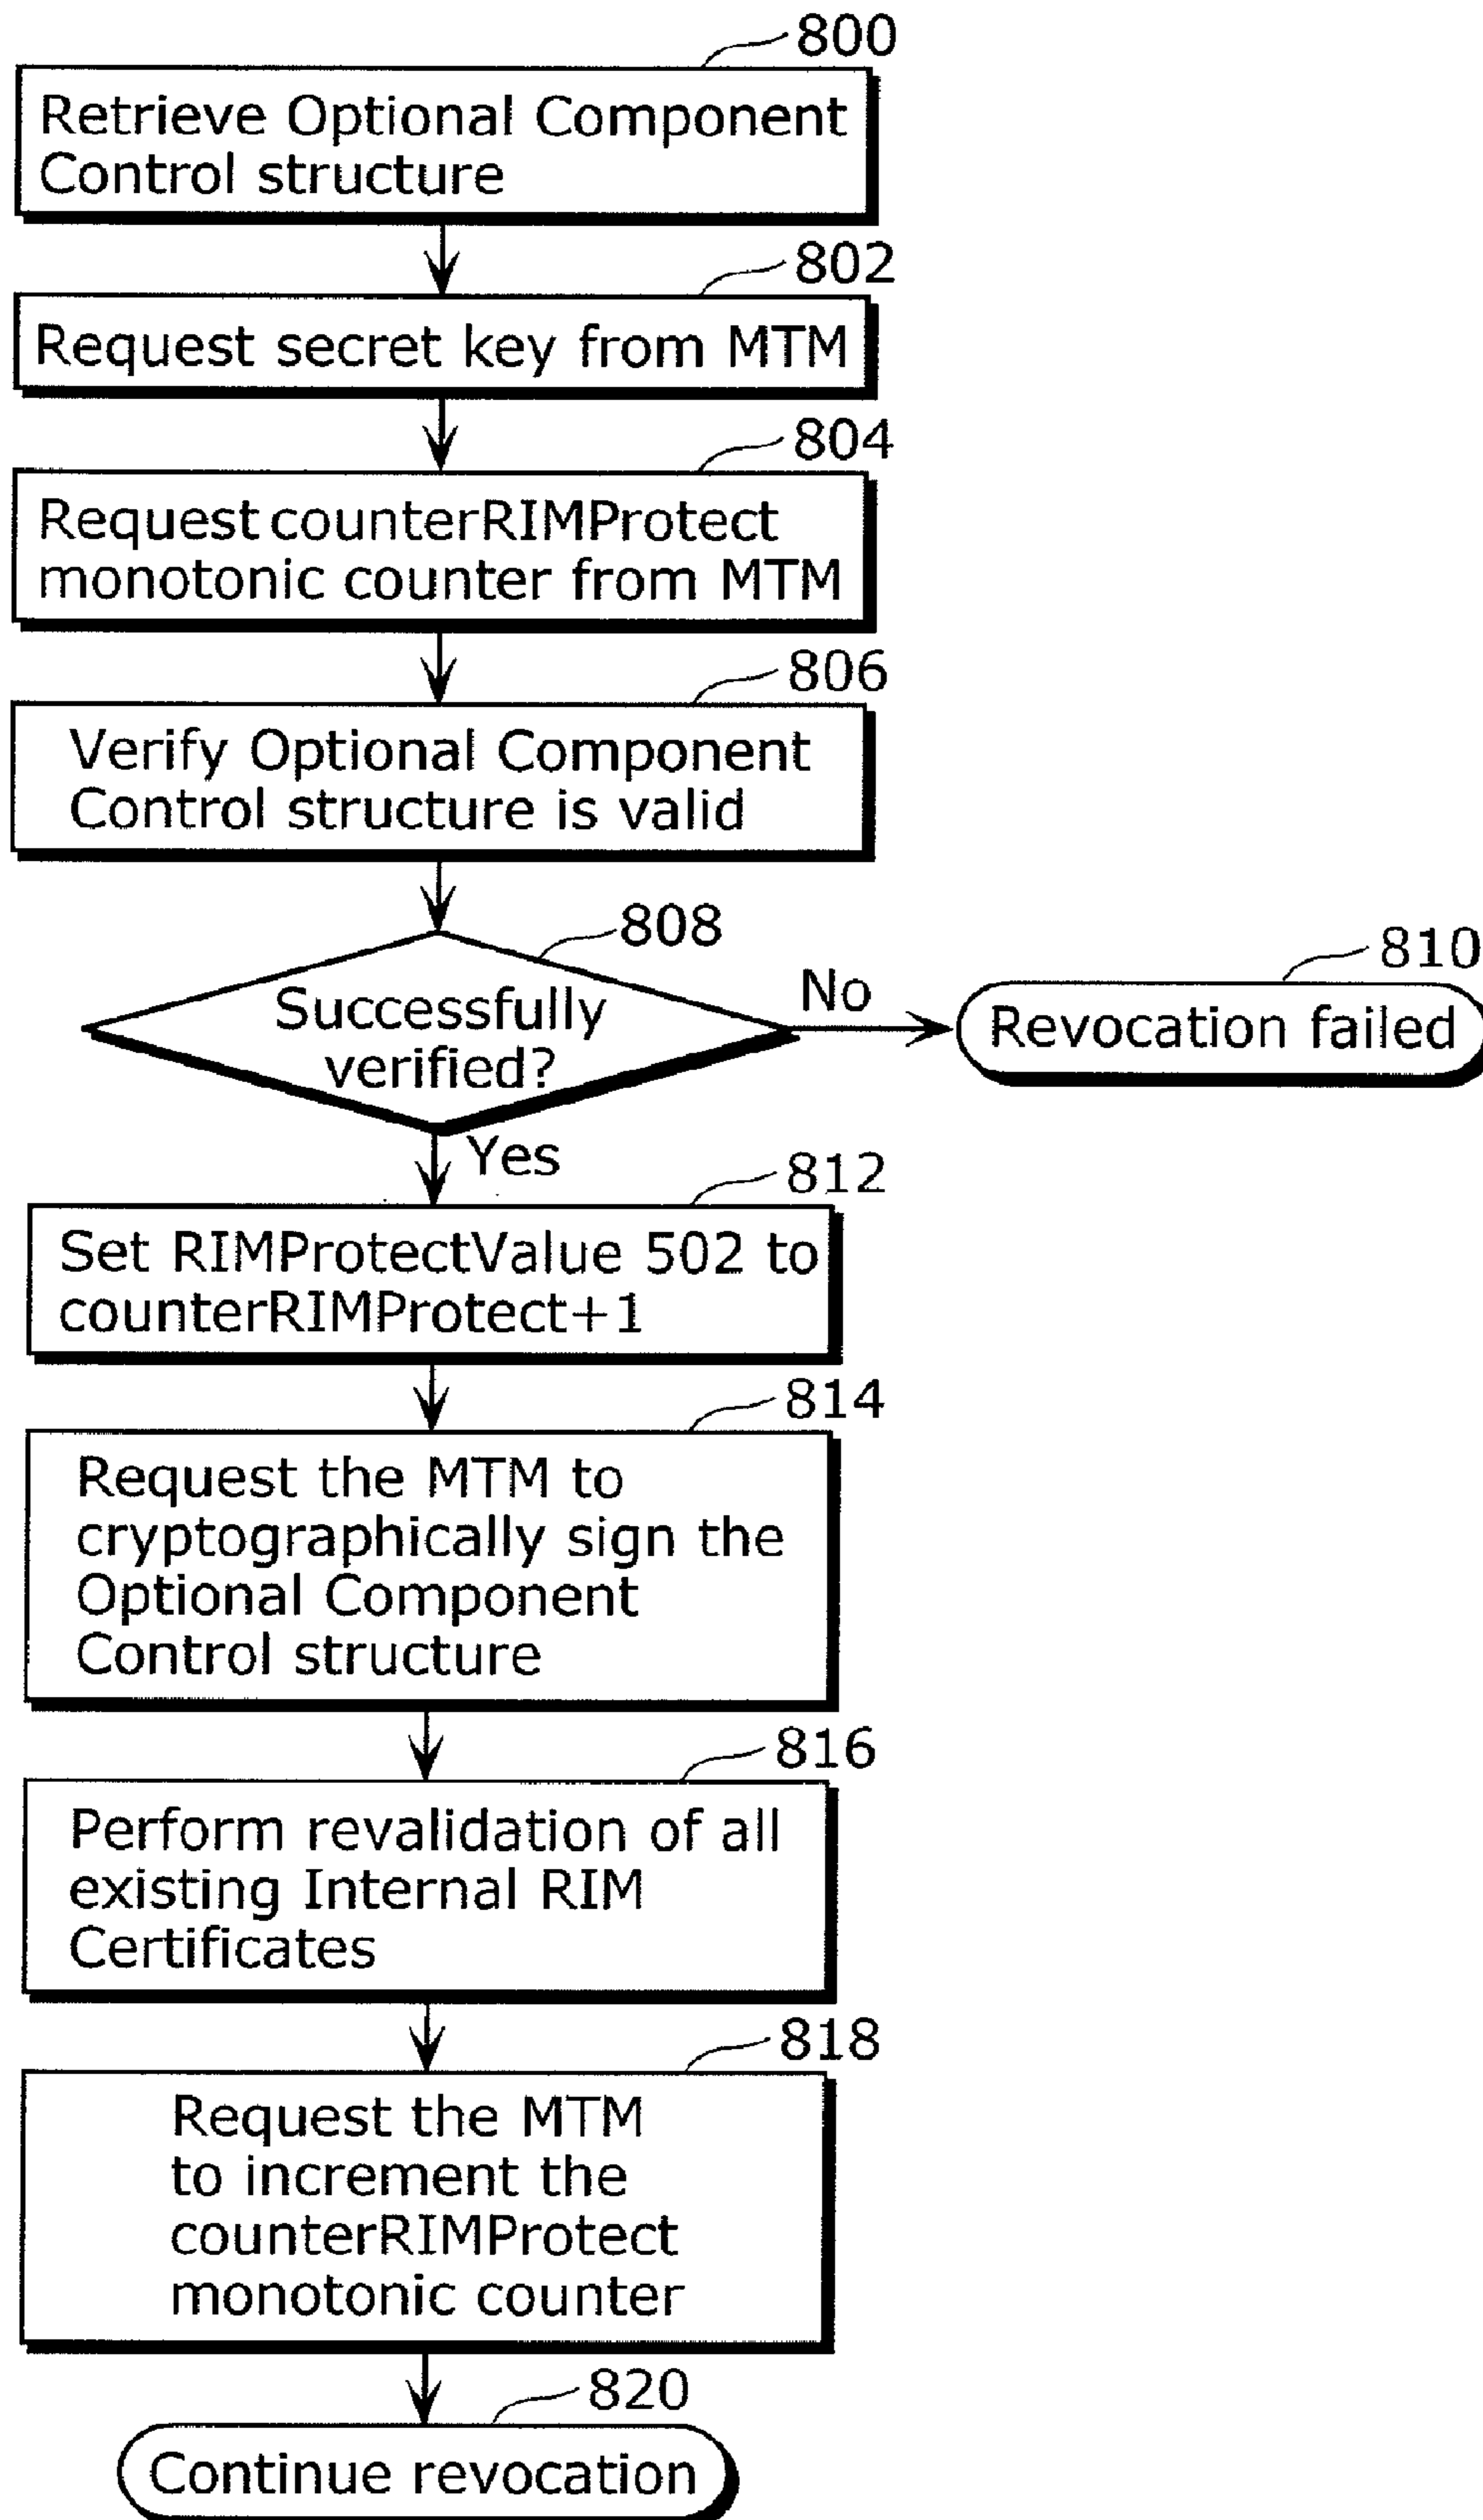 800
Retrieve Optional Component
Control structure
802
Request secret key from MTM
804
Request counterRIMProtect
monotonic counter from MTM
806
Verify Optional Component
Control structure is valid
808
Successfully
verified?
No
810
Revocation failed
Yes
812
Set RIMProtectValue 502 to
counterRIMProtect+1
814
Request the MTM to
cryptographically sign the
Optional Component
Control structure
816
Perform revalidation of all
existing Internal RIM
Certificates
818
Request the MTM
to increment the
counterRIMProtect
monotonic counter
820
Continue revocation